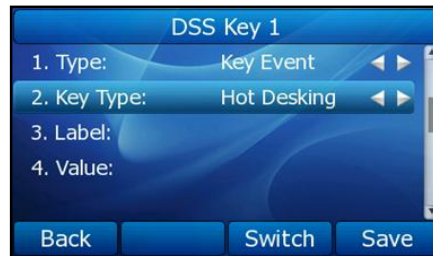 DSS Key 1
1. Type: Key Event
2. Key Type: Hot Desking
3. Label:
4. Value:
Back Switch Save